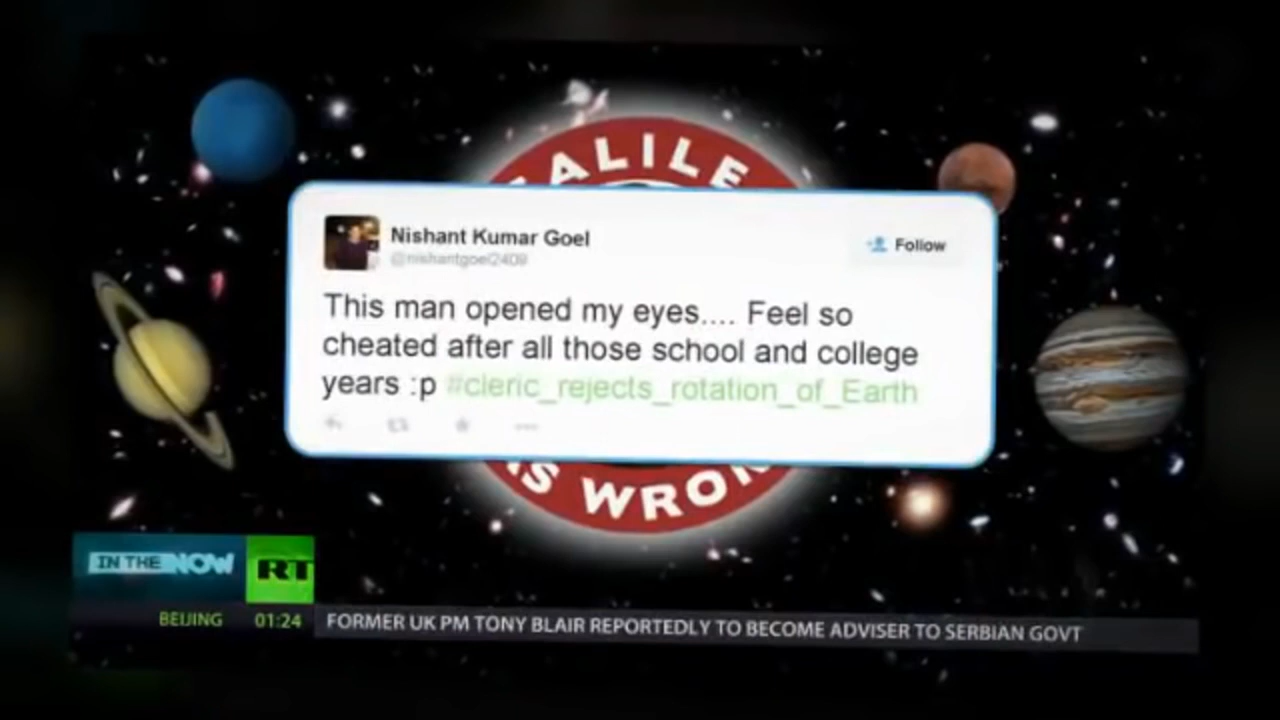 ALILE
Nishant Kumar Goel
@nishantgoel2409
Follow
This man opened my eyes.... Feel so
cheated after all those school and college
years :p #cleric_rejects_rotation_of_Earth
AS WRON
IN THE NOW
RT
BEIJING 01:24 FORMER UK PM TONY BLAIR REPORTEDLY TO BECOME ADVISER TO SERBIAN GOVT